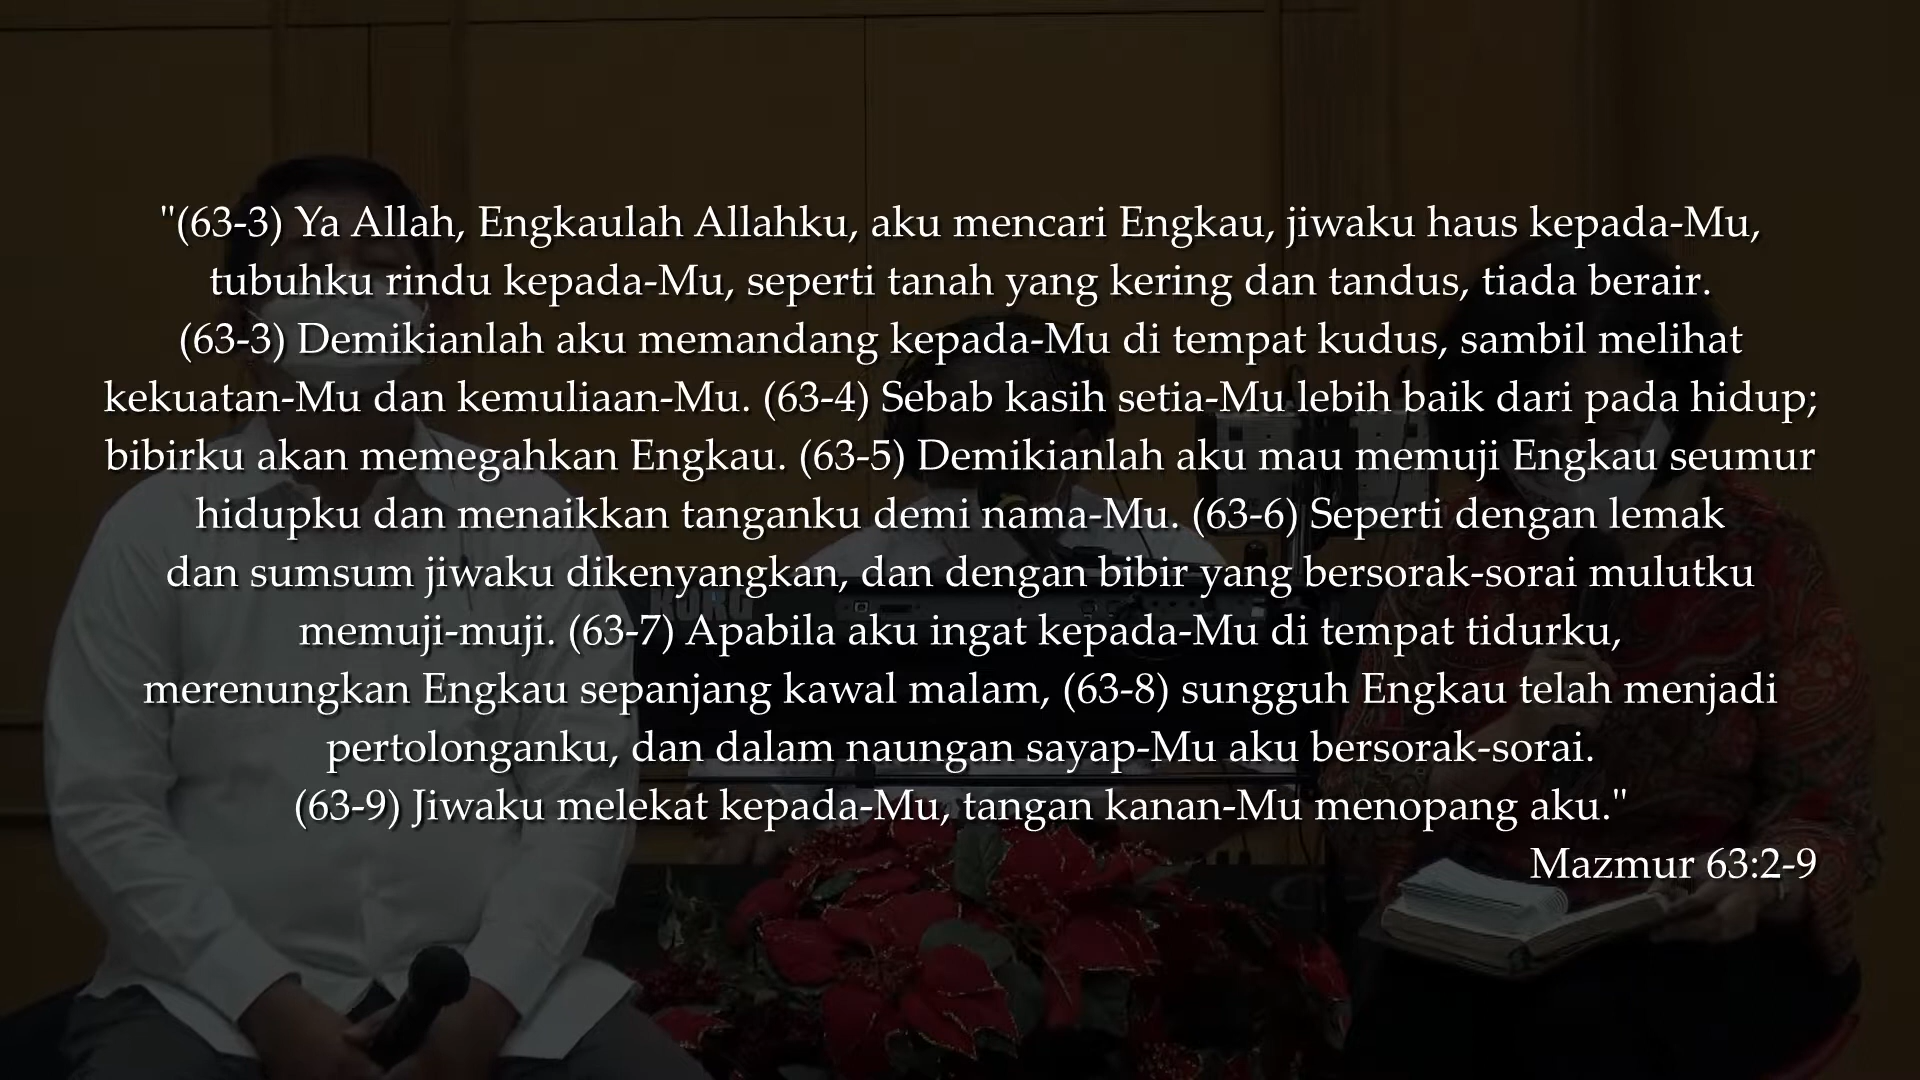 "(63-3) Ya Allah, Engkaulah Allahku, aku mencari Engkau, jiwaku haus kepada-Mu,
tubuhku rindu kepada-Mu, seperti tanah yang kering dan tandus, tiada berair.
(63-3) Demikianlah aku memandang kepada-Mu di tempat kudus, sambil melihat
kekuatan-Mu dan kemuliaan-Mu. (63-4) Sebab kasih setia-Mu lebih baik dari pada hidup;
bibirku akan memegahkan Engkau. (63-5) Demikianlah aku mau memuji Engkau seumur
hidupku dan menaikkan tanganku demi nama-Mu. (63-6) Seperti dengan lemak
dan sumsum jiwaku dikenyangkan, dan dengan bibir yang bersorak-sorai mulutku
memuji-muji. (63-7) Apabila aku ingat kepada-Mu di tempat tidurku,
merenungkan Engkau sepanjang kawal malam, (63-8) sungguh Engkau telah menjadi
pertolonganku, dan dalam naungan sayap-Mu aku bersorak-sorai.
(63-9) Jiwaku melekat kepada-Mu, tangan kanan-Mu menopang aku."
Mazmur 63:2-9
KORG